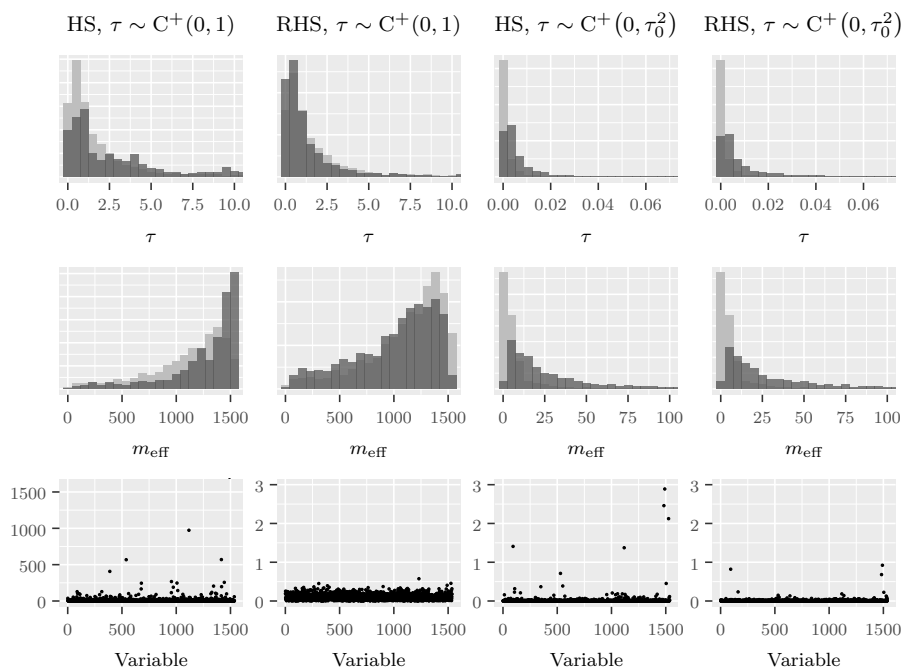 HS, τ ∼ C⁺(0, 1) RHS, τ ∼ C⁺(0, 1) HS, τ ∼ C⁺(0, τ₀²) RHS, τ ∼ C⁺(0, τ₀²)
0.0 2.5 5.0 7.5 10.0 0.0 2.5 5.0 7.5 10.0 0.00 0.02 0.04 0.06 0.00 0.02 0.04 0.06
τ τ τ τ
0 500 1000 1500 0 500 1000 1500 0 25 50 75 100 0 25 50 75 100
m_eff m_eff m_eff m_eff
1500 3 3 3
1000 2 2 2
500 1 1 1
0 0 0 0
0 500 1000 1500 0 500 1000 1500 0 500 1000 1500 0 500 1000 1500
Variable Variable Variable Variable